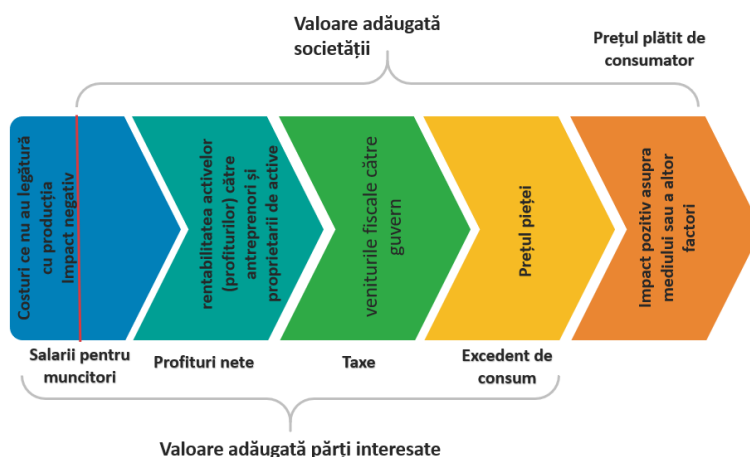 Valoare adăugată
societății
Prețul plătit de
consumator
Costuri ce nu au legătură
cu producția
Impact negativ
rentabilitatea activelor
(profiturilor) către
antreprenori și
proprietarii de active
veniturile fiscale către
guvern
Prețul pieței
Impact pozitiv asupra
mediului sau a altor
factori
Salarii pentru
muncitori
Profituri nete
Taxe
Excedent de
consum
Valoare adăugată părți interesate